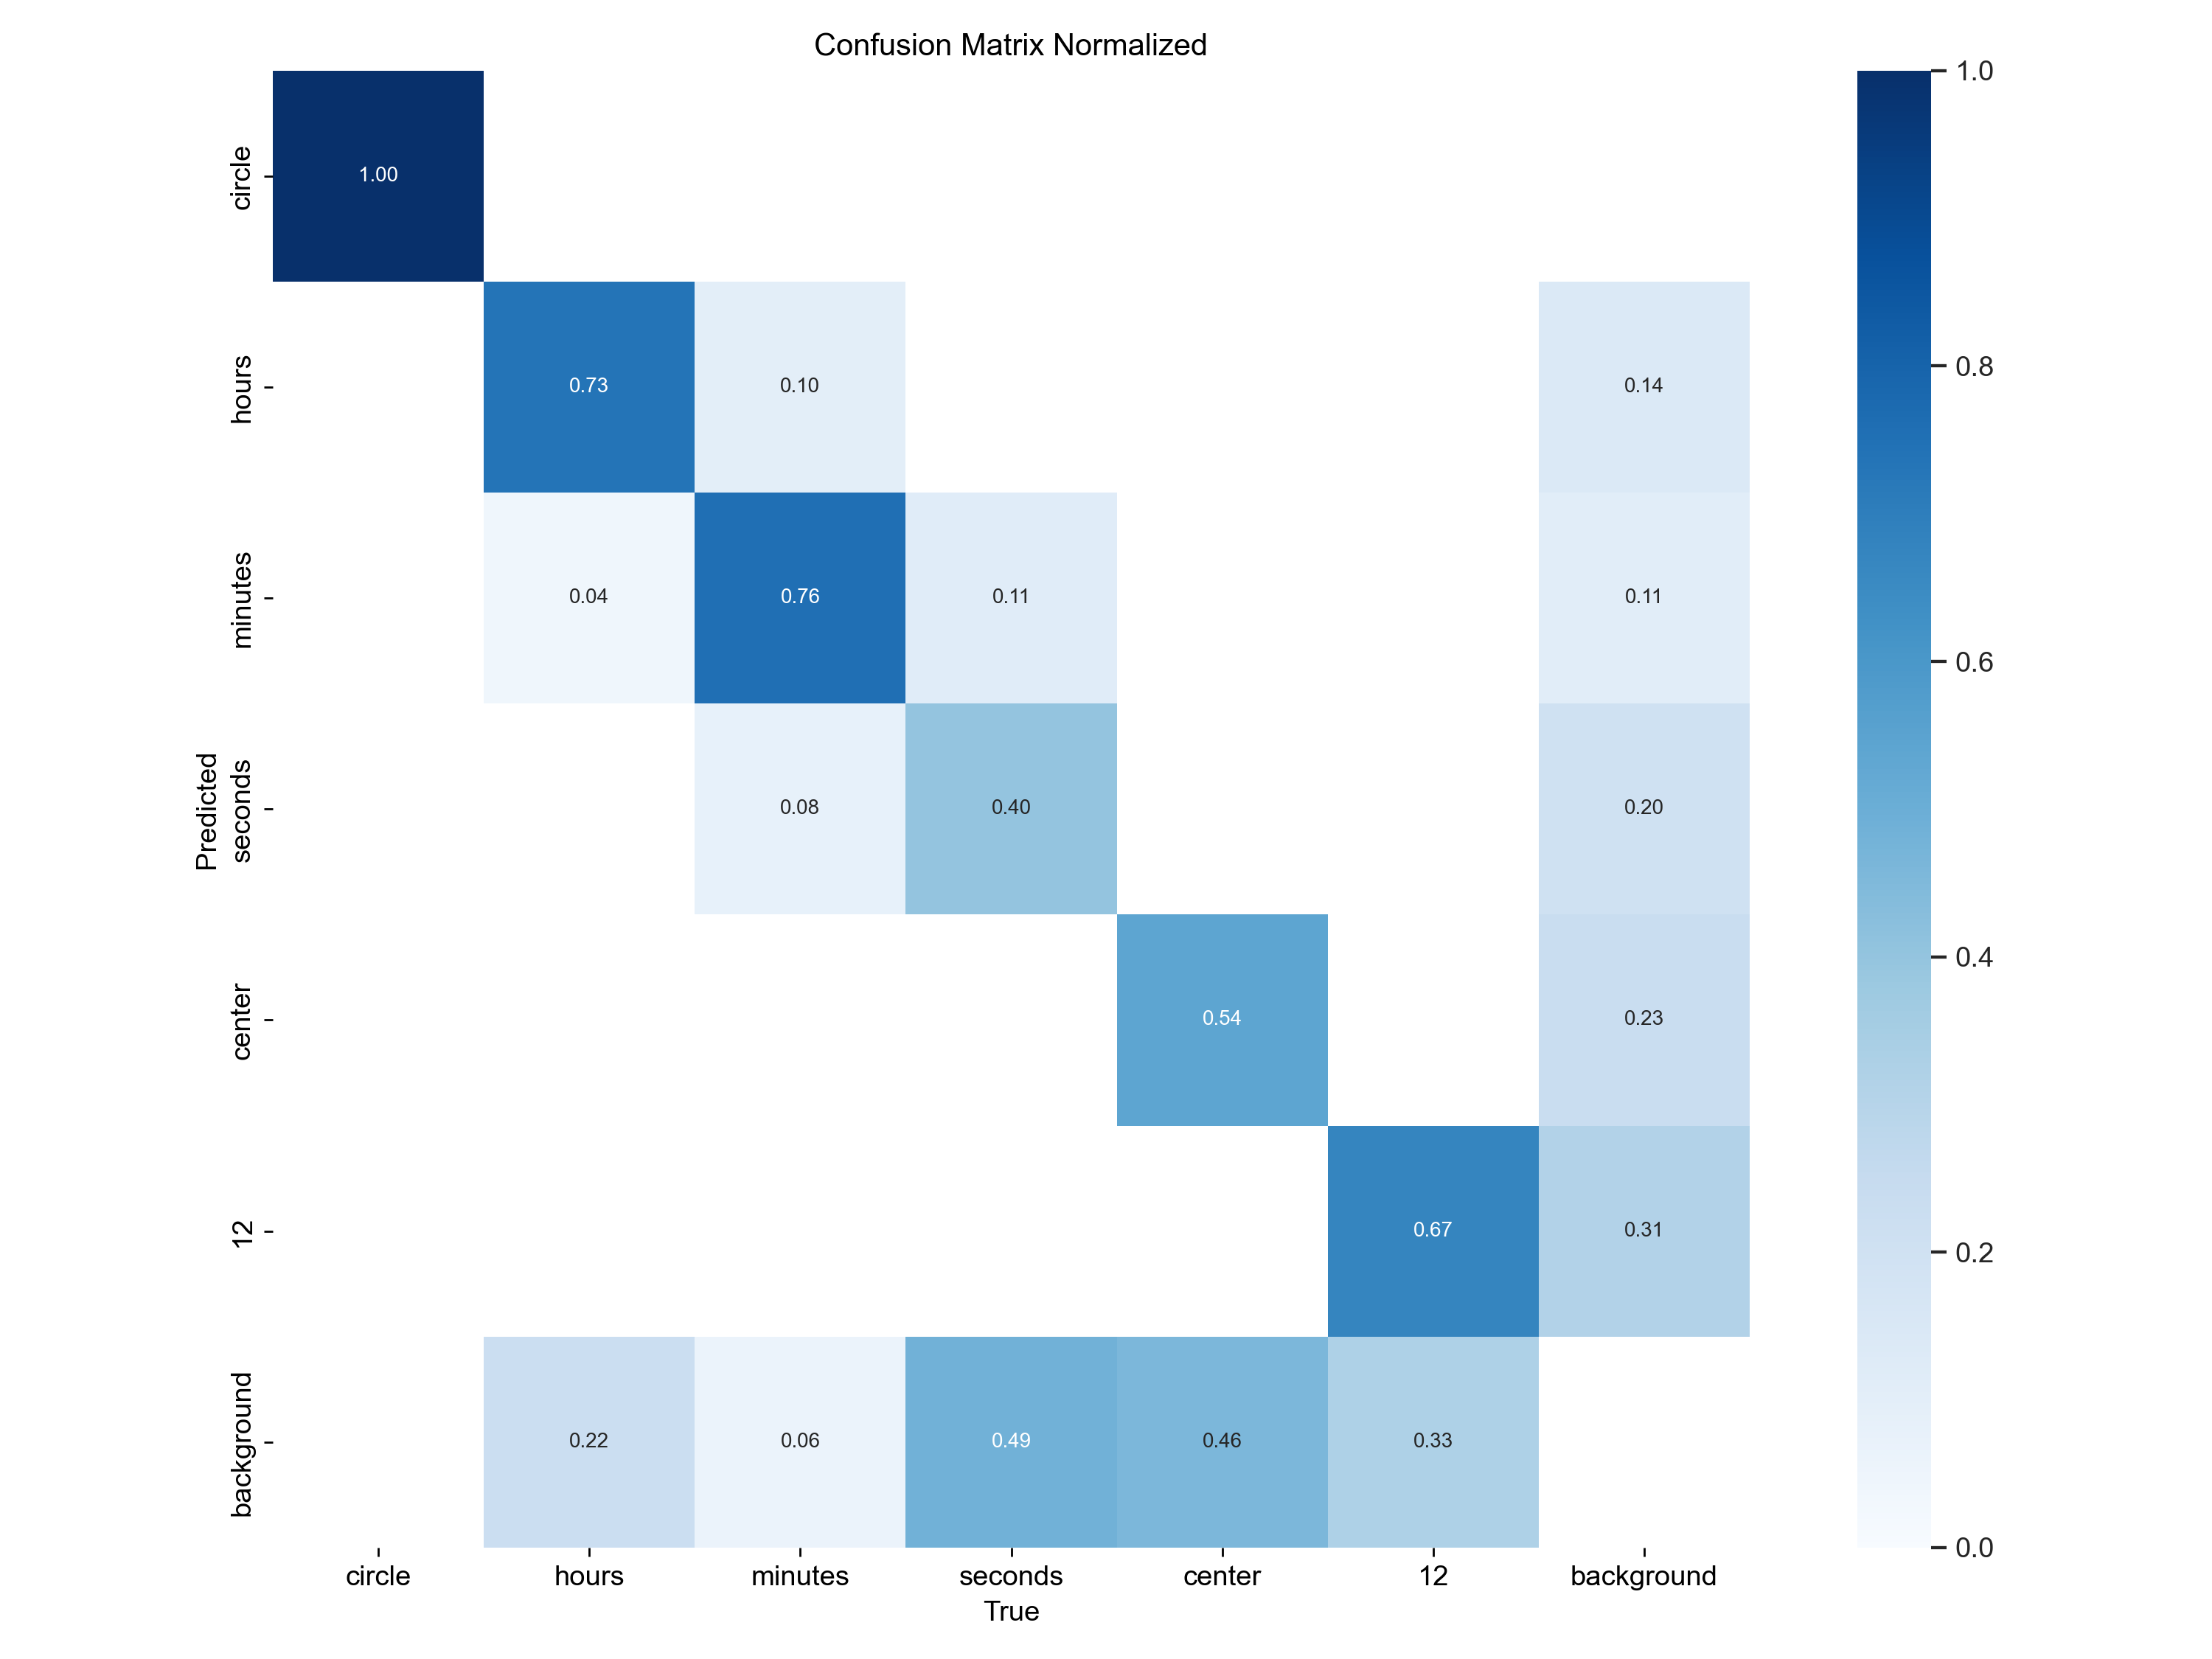 Confusion Matrix Normalized
1.0
circle
1.00
hours
0.73
0.10
0.14
0.8
minutes
0.04
0.76
0.11
0.11
0.6
Predicted
seconds
0.08
0.40
0.20
0.4
center
0.54
0.23
12
0.67
0.31
0.2
background
0.22
0.06
0.49
0.46
0.33
0.0
circle
hours
minutes
seconds
center
12
background
True